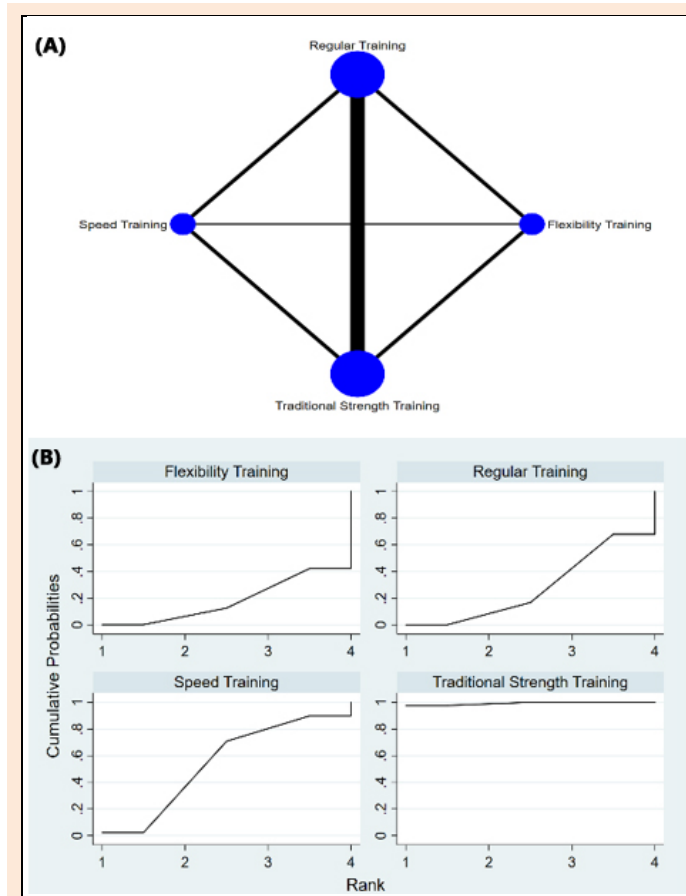 (A)
Regular Training
Speed Training
Flexibility Training
Traditional Strength Training
(B)
Flexibility Training
Regular Training
Cumulative Probabilities
1
.8
.6
.4
.2
0
1 2 3 4
1
.8
.6
.4
.2
0
1 2 3 4
Speed Training
Traditional Strength Training
1
.8
.6
.4
.2
0
1 2 3 4
1
.8
.6
.4
.2
0
1 2 3 4
Rank